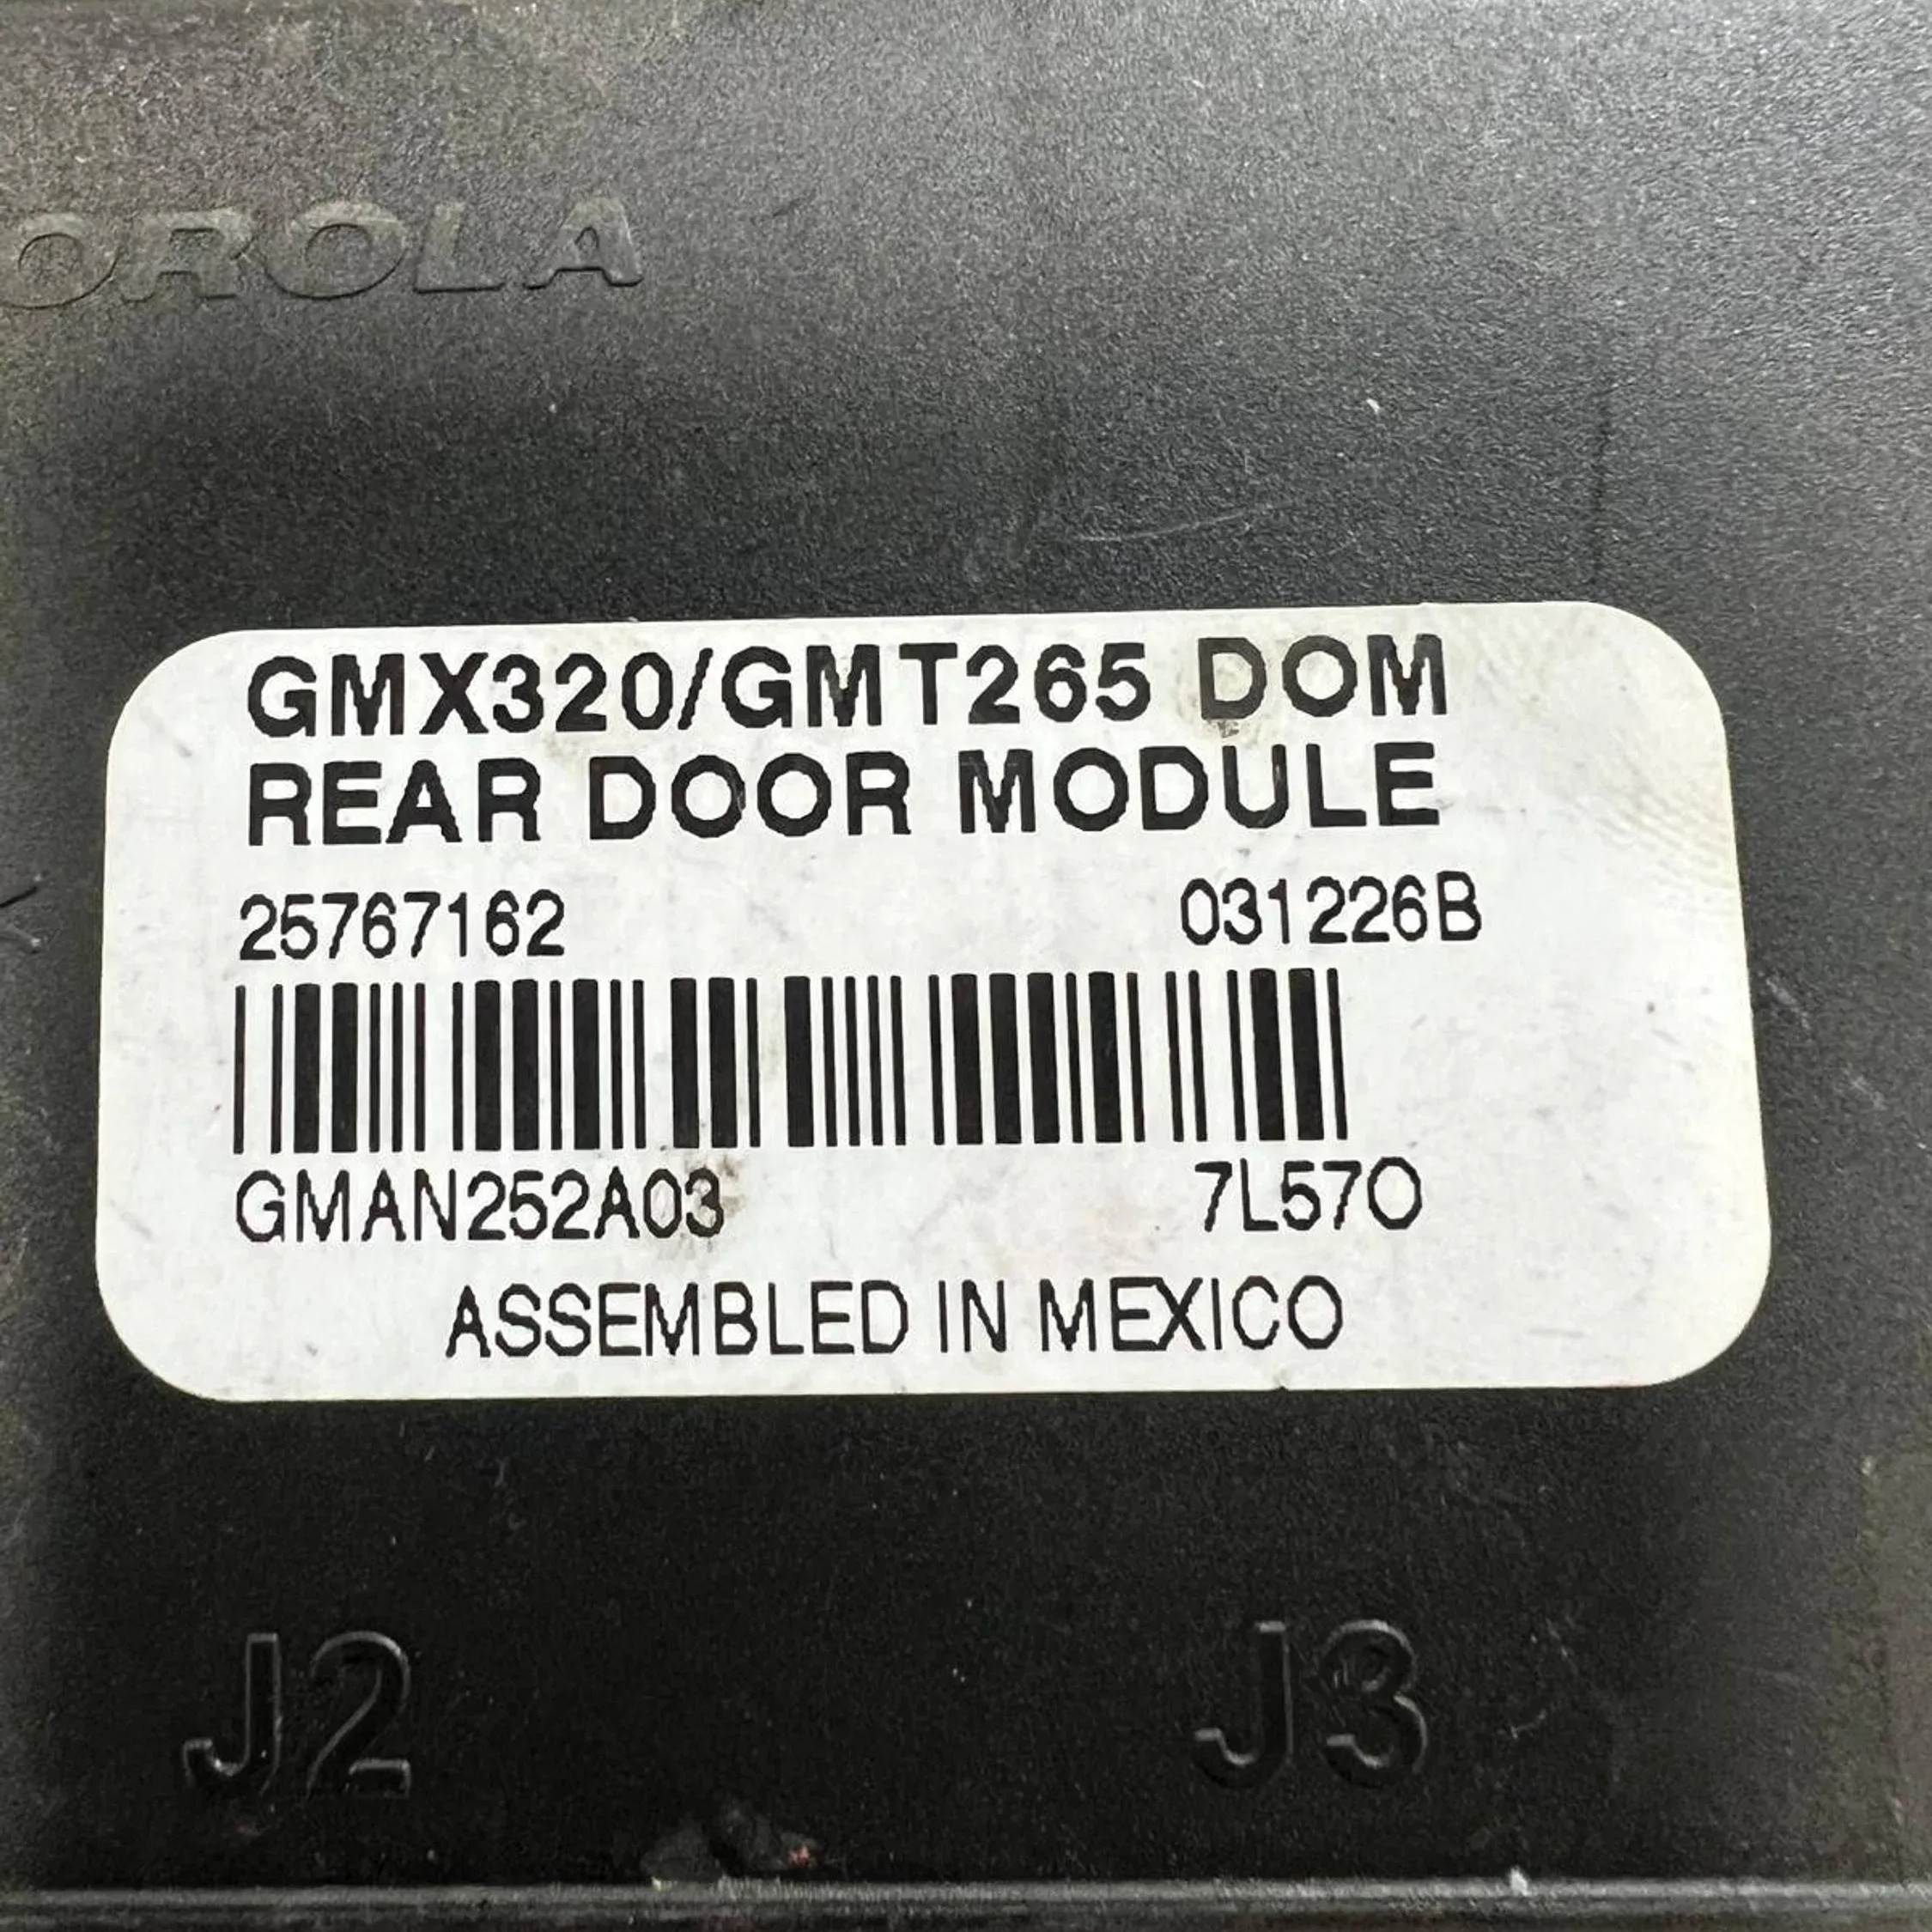 OROLA
GMX320/GMT265 DOM
REAR DOOR MODULE
25767162 031226B
GMAN252A03 7L57O
ASSEMBLED IN MEXICO
J2 J3